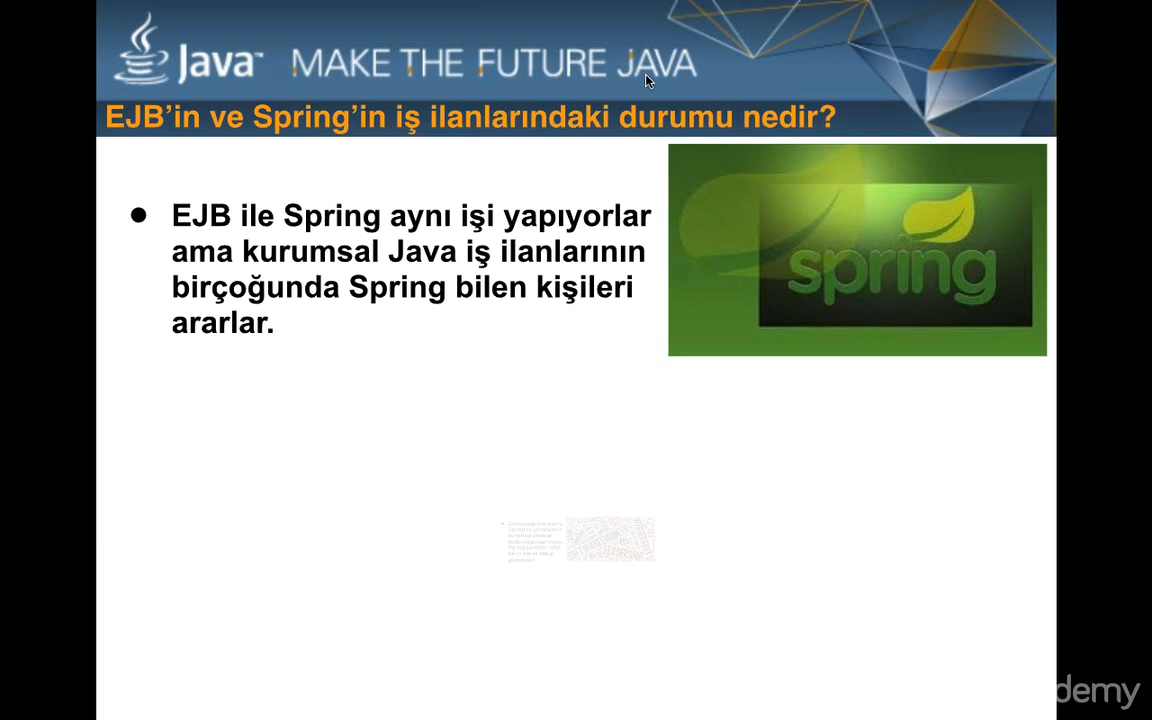 Java™ MAKE THE FUTURE JAVA
EJB’in ve Spring’in iş ilanlarındaki durumu nedir?
● EJB ile Spring aynı işi yapıyorlar
ama kurumsal Java iş ilanlarının
birçoğunda Spring bilen kişileri
ararlar.
spring
demy